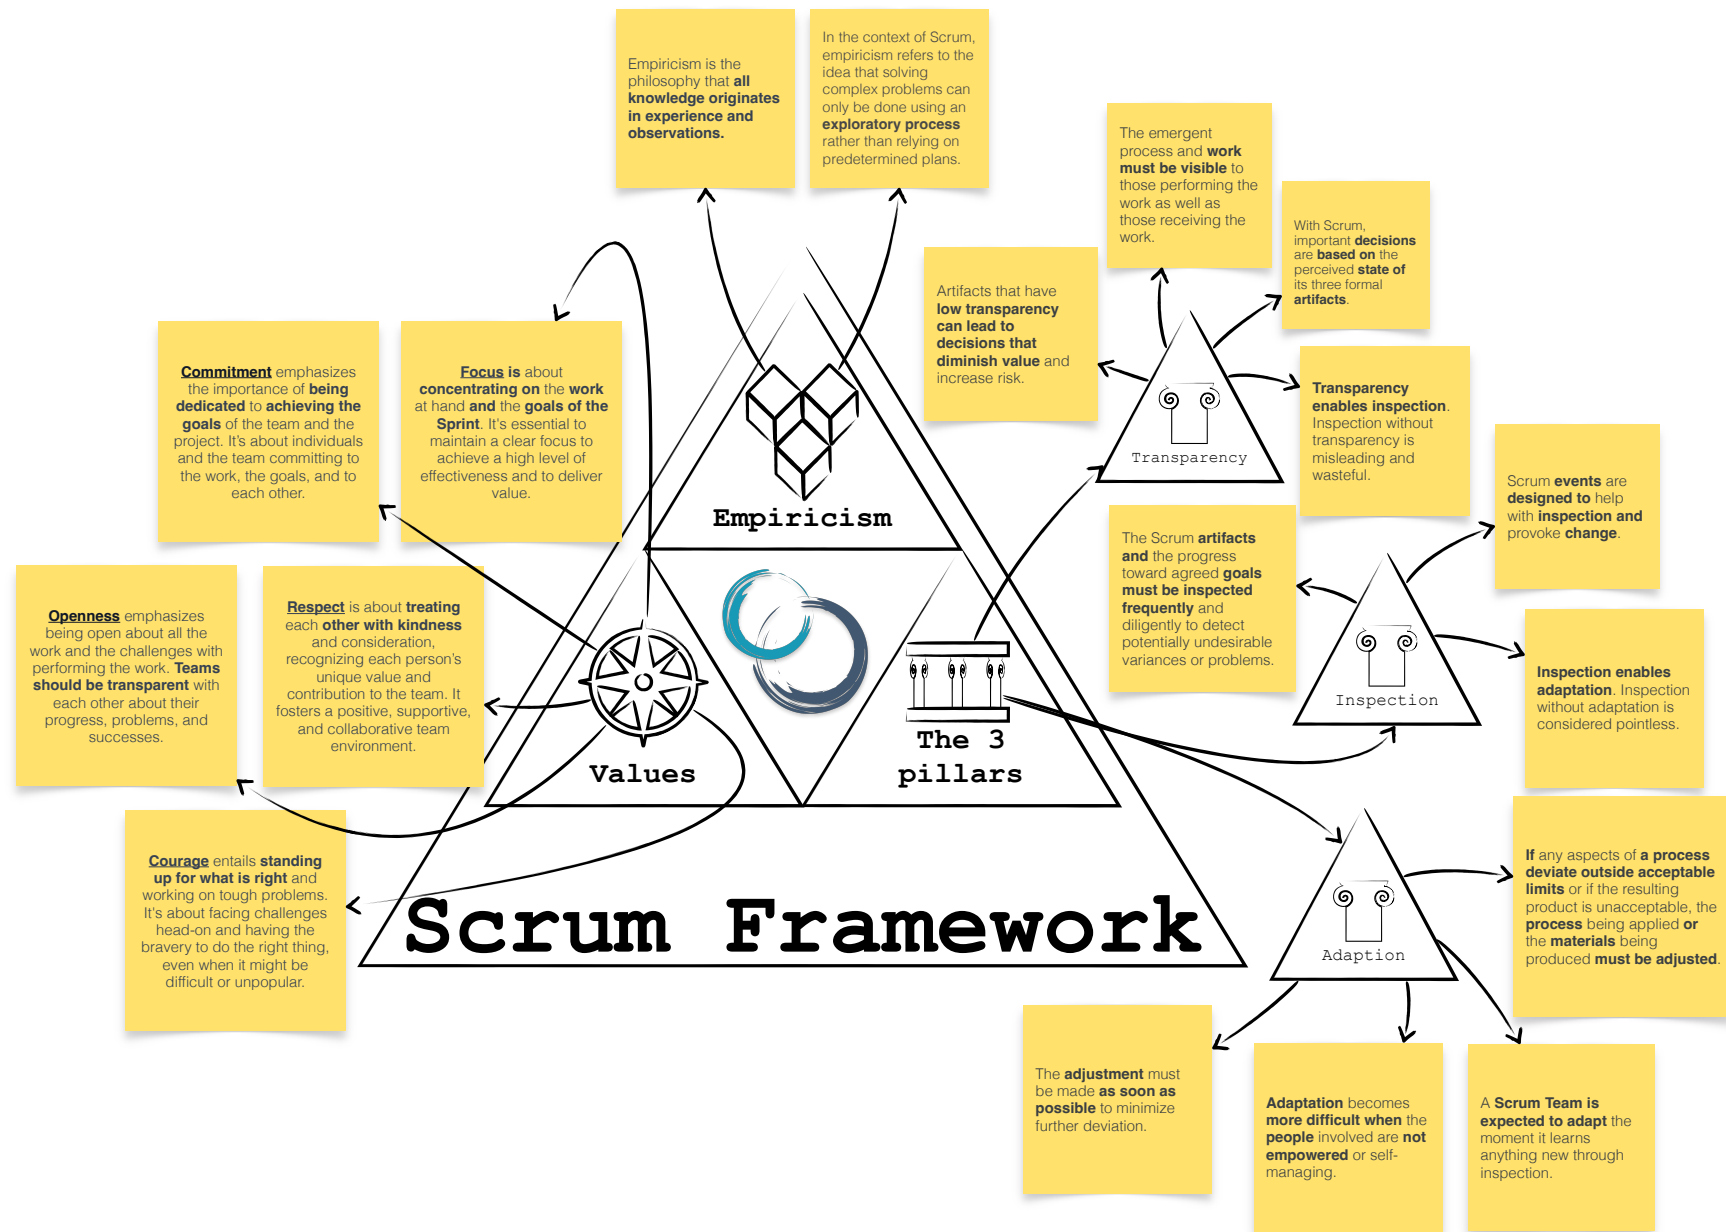 Empiricism is the
philosophy that all
knowledge originates
in experience and
observations.
In the context of Scrum,
empiricism refers to the
idea that solving
complex problems can
only be done using an
exploratory process
rather than relying on
predetermined plans.
The emergent
process and work
must be visible to
those performing the
work as well as
those receiving the
work.
With Scrum,
important decisions
are based on the
perceived state of
its three formal
artifacts.
Artifacts that have
low transparency
can lead to
decisions that
diminish value and
increase risk.
Transparency
Transparency
enables inspection.
Inspection without
transparency is
misleading and
wasteful.
Commitment emphasizes
the importance of being
dedicated to achieving the
goals of the team and the
project. It's about individuals
and the team committing to
the work, the goals, and to
each other.
Focus is about
concentrating on the work
at hand and the goals of the
Sprint. It's essential to
maintain a clear focus to
achieve a high level of
effectiveness and to deliver
value.
Empiricism
Scrum events are
designed to help
with inspection and
provoke change.
The Scrum artifacts
and the progress
toward agreed goals
must be inspected
frequently and
diligently to detect
potentially undesirable
variances or problems.
Inspection
Inspection enables
adaptation. Inspection
without adaptation is
considered pointless.
Openness emphasizes
being open about all the
work and the challenges with
performing the work. Teams
should be transparent with
each other about their
progress, problems, and
successes.
Respect is about treating
each other with kindness
and consideration,
recognizing each person's
unique value and
contribution to the team. It
fosters a positive, supportive,
and collaborative team
environment.
Values
The 3
pillars
Courage entails standing
up for what is right and
working on tough problems.
It's about facing challenges
head-on and having the
bravery to do the right thing,
even when it might be
difficult or unpopular.
Scrum Framework
Adaption
If any aspects of a process
deviate outside acceptable
limits or if the resulting
product is unacceptable, the
process being applied or
the materials being
produced must be adjusted.
The adjustment must
be made as soon as
possible to minimize
further deviation.
Adaptation becomes
more difficult when the
people involved are not
empowered or self-
managing.
A Scrum Team is
expected to adapt the
moment it learns
anything new through
inspection.